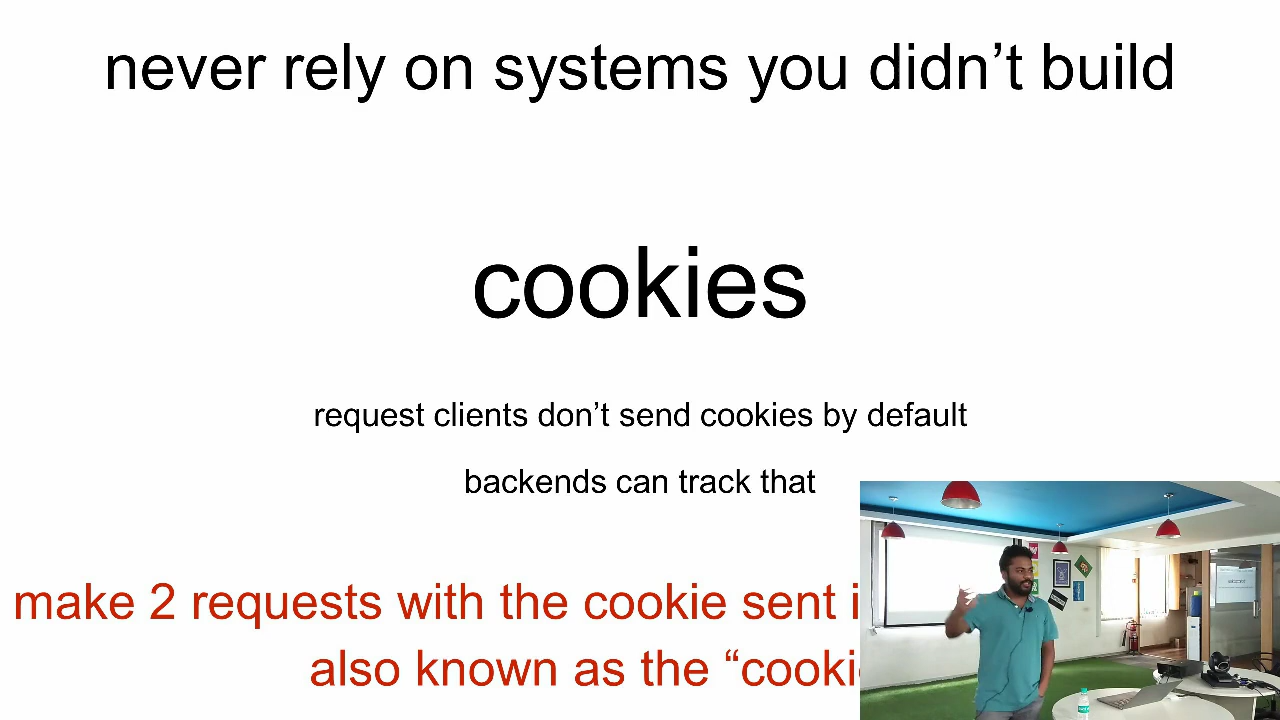 never rely on systems you didn’t build
cookies
request clients don’t send cookies by default
backends can track that
make 2 requests with the cookie sent
also known as the “cooki